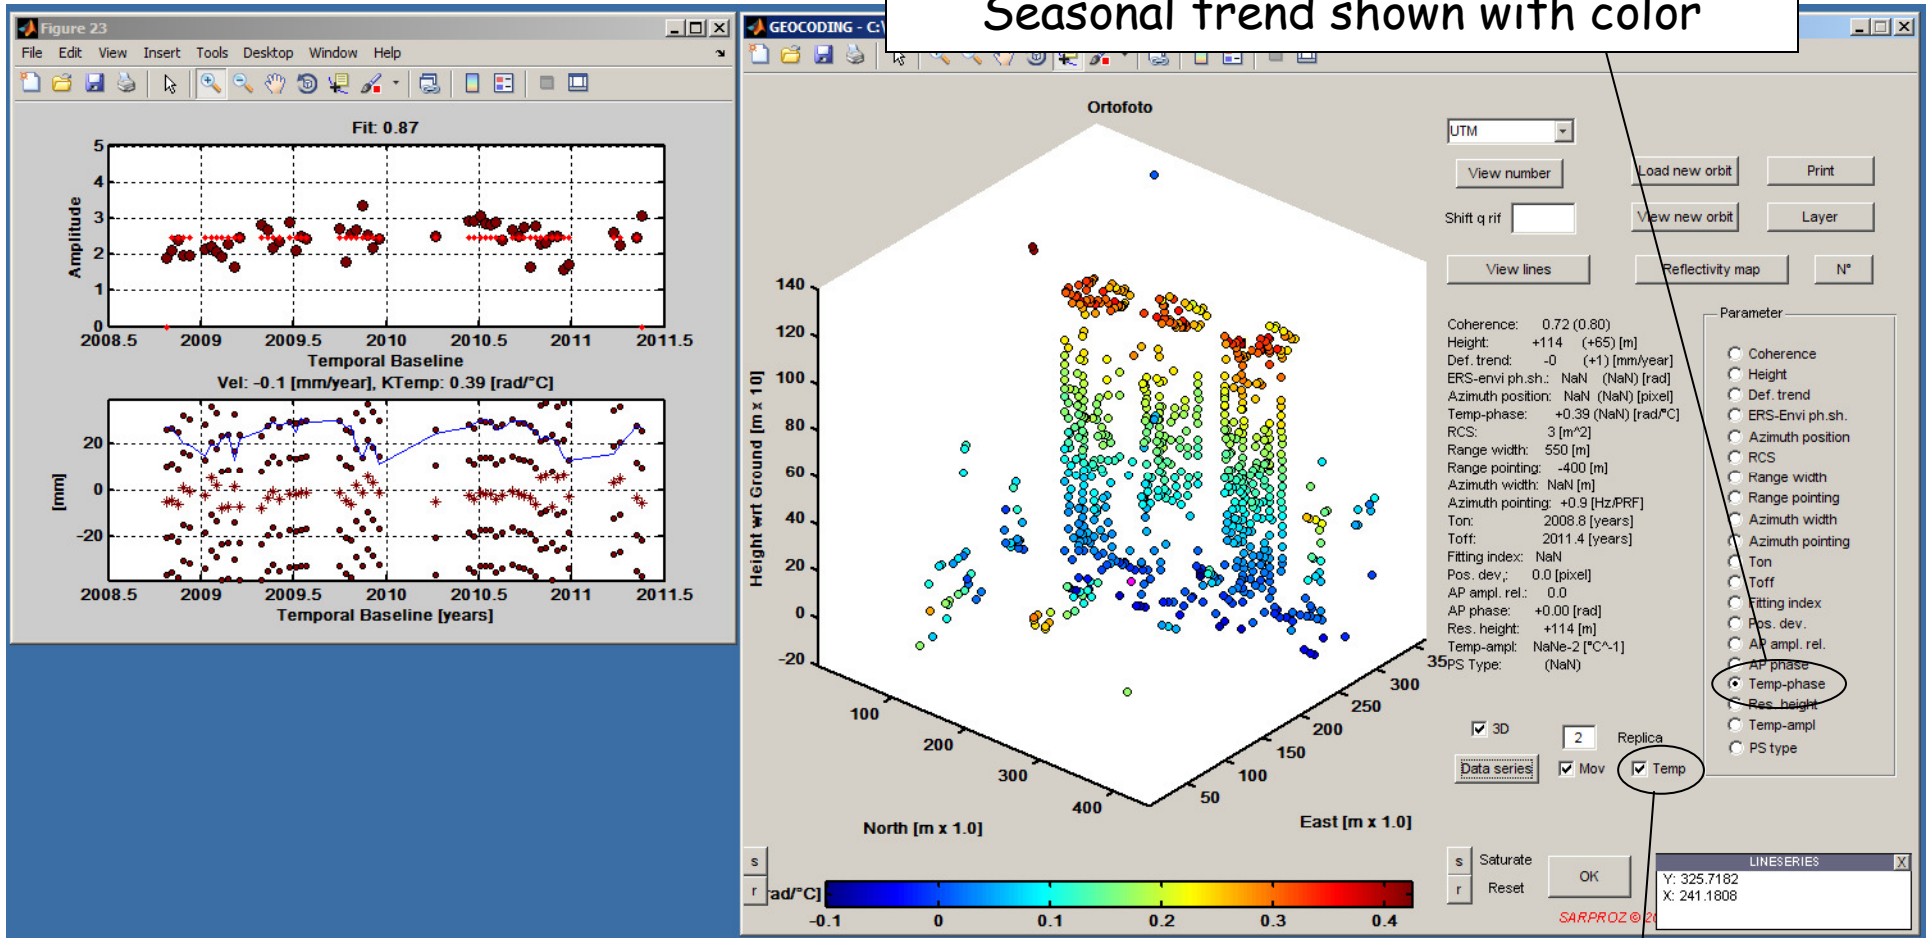 Seasonal trend shown with color
Figure 23
File Edit View Insert Tools Desktop Window Help
Fit: 0.87
Amplitude
5
4
3
2
1
0
2008.5 2009 2009.5 2010 2010.5 2011 2011.5
Temporal Baseline
Vel: -0.1 [mm/year], KTemp: 0.39 [rad/°C]
[mm]
20
0
-20
2008.5 2009 2009.5 2010 2010.5 2011 2011.5
Temporal Baseline [years]
GEOCODING - C:\
Ortofoto
Height wrt Ground [m x 1.0]
140
120
100
80
60
40
20
0
-20
100
200
300
400
North [m x 1.0]
50
100
150
200
250
300
35
East [m x 1.0]
UTM
View number
Load new orbit
Print
Shift q rif
View new orbit
Layer
View lines
Reflectivity map
N°
Coherence: 0.72 (0.80)
Height: +114 (+65) [m]
Def. trend: -0 (+1) [mm/year]
ERS-envi ph.sh.: NaN (NaN) [rad]
Azimuth position: NaN (NaN) [pixel]
Temp-phase: +0.39 (NaN) [rad/°C]
RCS: 3 [m^2]
Range width: 550 [m]
Range pointing: -400 [m]
Azimuth width: NaN [m]
Azimuth pointing: +0.9 [Hz/PRF]
Ton: 2008.8 [years]
Toff: 2011.4 [years]
Fitting index: NaN
Pos. dev,: 0.0 [pixel]
AP ampl. rel.: 0.0
AP phase: +0.00 [rad]
Res. height: +114 [m]
Temp-ampl: NaNe-2 [°C^-1]
PS Type: (NaN)
Parameter
Coherence
Height
Def. trend
ERS-Envi ph.sh.
Azimuth position
RCS
Range width
Range pointing
Azimuth width
Azimuth pointing
Ton
Toff
Fitting index
Pos. dev.
AP ampl. rel.
AP phase
Temp-phase
Res. height
Temp-ampl
PS type
3D
2
Replica
Data series
Mov
Temp
s
r
rad/°C]
-0.1 0 0.1 0.2 0.3 0.4
s Saturate
r Reset
OK
SARPROZ ©
LINESERIES X
Y: 325.7182
X: 241.1808